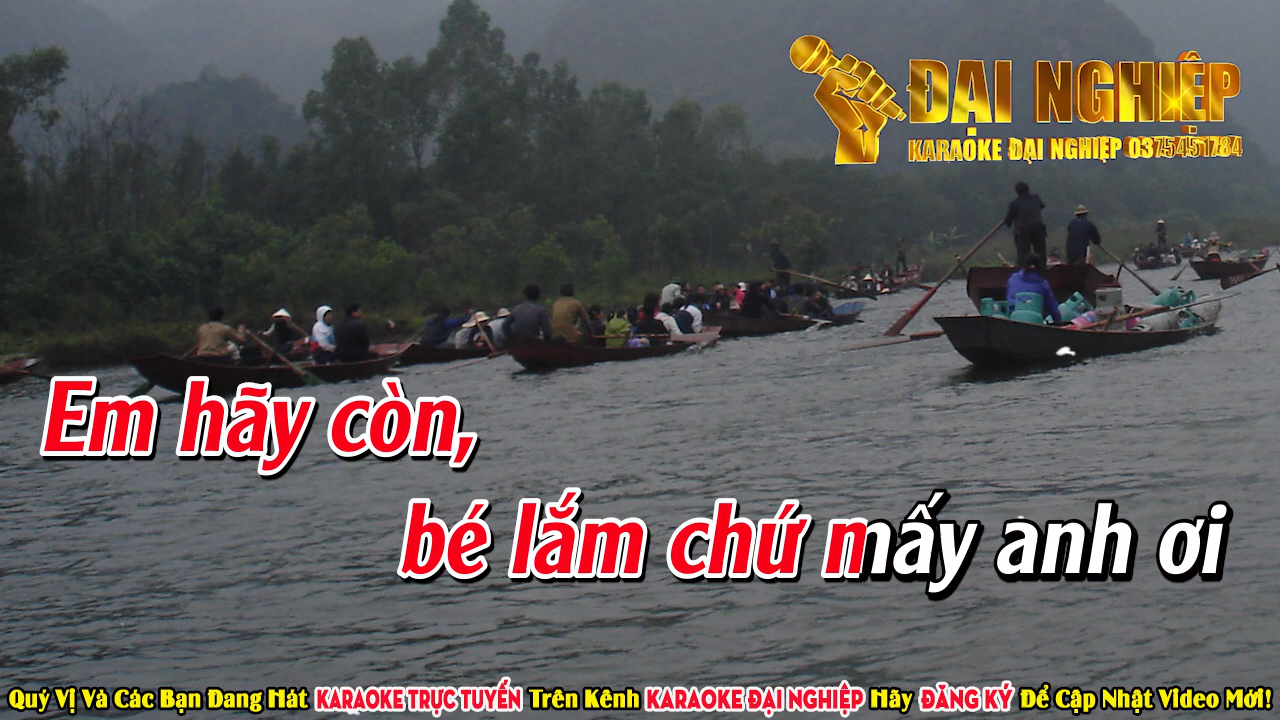 ĐẠI NGHIỆP
KARAOKE ĐẠI NGHIỆP 0375451784
Em hãy còn,
bé lắm chứ mấy anh ơi
Quý Vị Và Các Bạn Đang Hát KARAOKE TRỰC TUYẾN Trên Kênh KARAOKE ĐẠI NGHIỆP Hãy ĐĂNG KÝ Để Cập Nhật Video Mới!